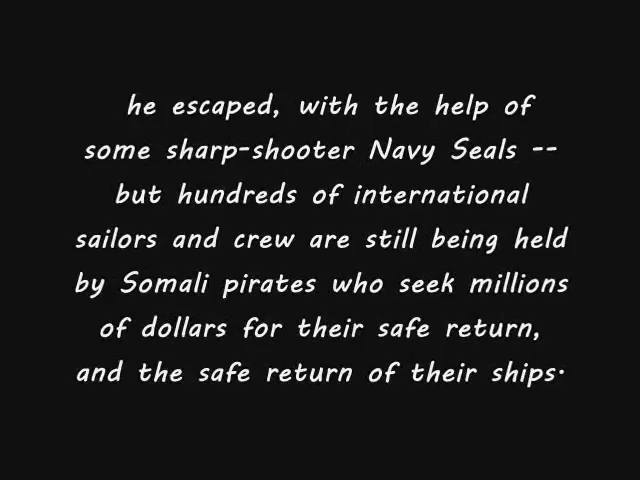 he escaped, with the help of
some sharp-shooter Navy Seals --
but hundreds of international
sailors and crew are still being held
by Somali pirates who seek millions
of dollars for their safe return,
and the safe return of their ships.